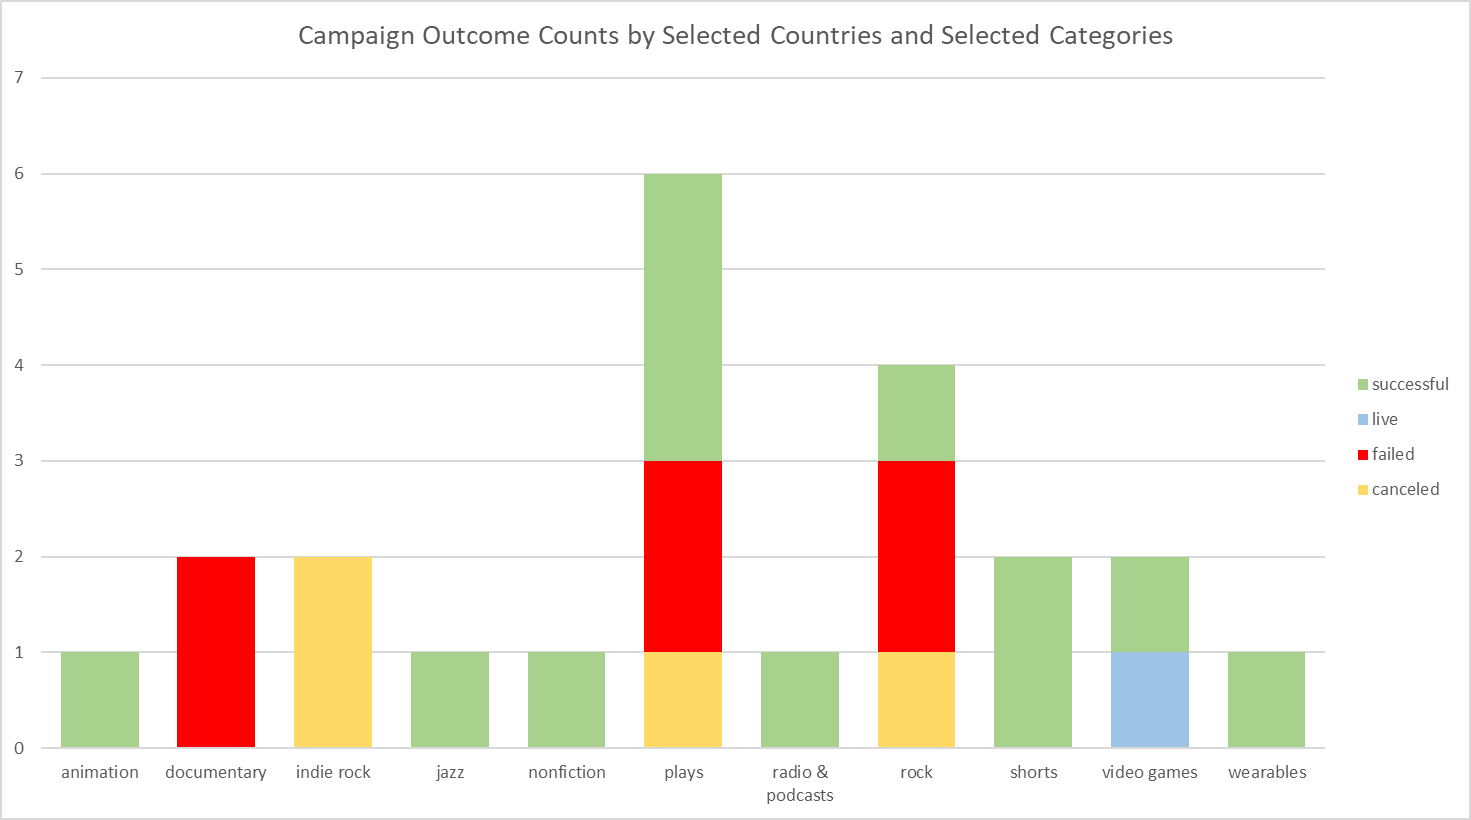 Campaign Outcome Counts by Selected Countries and Selected Categories
7
6
5
4
3
2
1
0
animation documentary indie rock jazz nonfiction plays radio & rock shorts video games wearables
podcasts
successful
live
failed
canceled